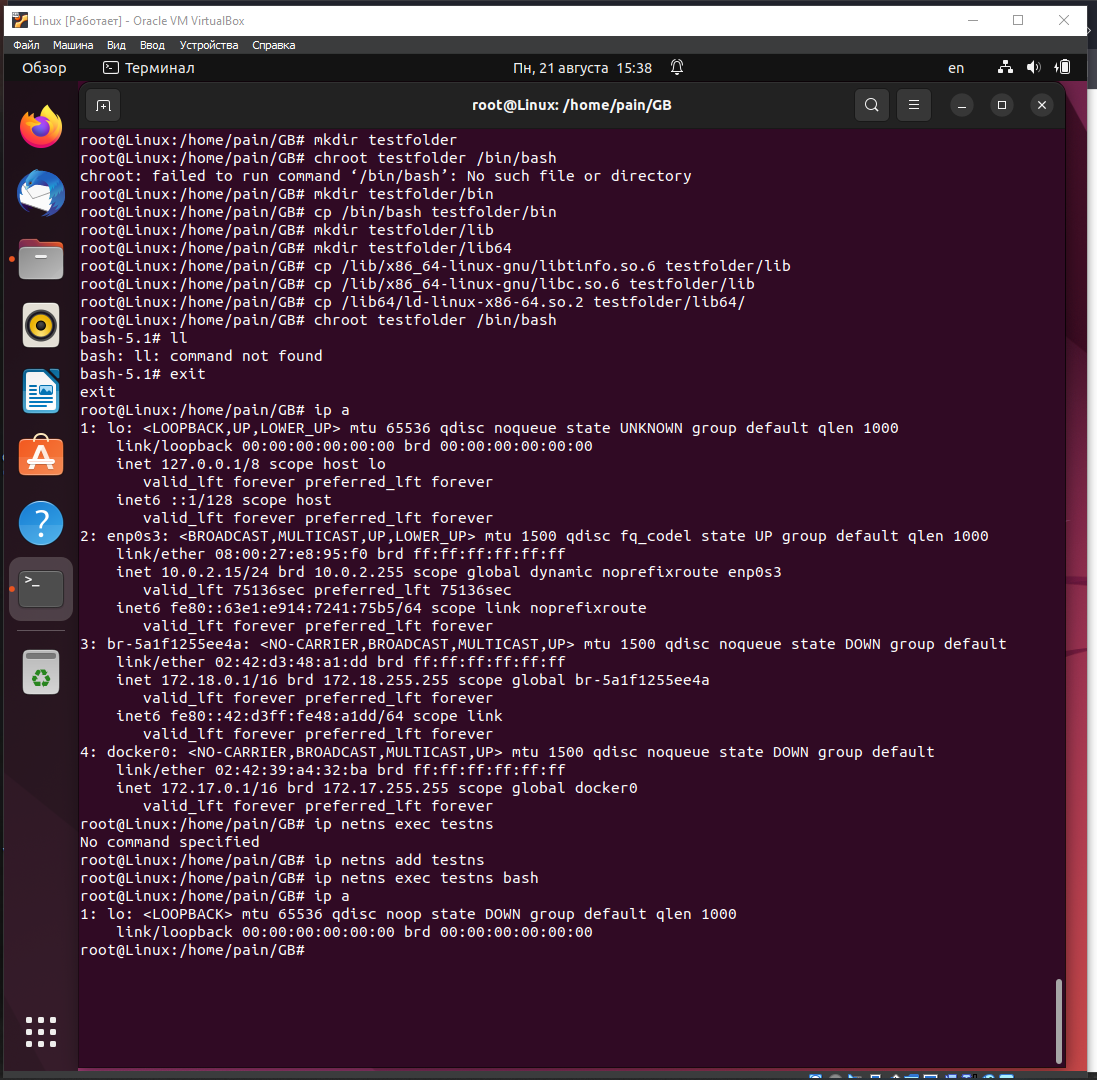 Linux [Работает] - Oracle VM VirtualBox
Файл Машина Вид Ввод Устройства Справка
Обзор Терминал Пн, 21 августа 15:38 en
root@Linux: /home/pain/GB
root@Linux:/home/pain/GB# mkdir testfolder
root@Linux:/home/pain/GB# chroot testfolder /bin/bash
chroot: failed to run command ‘/bin/bash’: No such file or directory
root@Linux:/home/pain/GB# mkdir testfolder/bin
root@Linux:/home/pain/GB# cp /bin/bash testfolder/bin
root@Linux:/home/pain/GB# mkdir testfolder/lib
root@Linux:/home/pain/GB# mkdir testfolder/lib64
root@Linux:/home/pain/GB# cp /lib/x86_64-linux-gnu/libtinfo.so.6 testfolder/lib
root@Linux:/home/pain/GB# cp /lib/x86_64-linux-gnu/libc.so.6 testfolder/lib
root@Linux:/home/pain/GB# cp /lib64/ld-linux-x86-64.so.2 testfolder/lib64/
root@Linux:/home/pain/GB# chroot testfolder /bin/bash
bash-5.1# ll
bash: ll: command not found
bash-5.1# exit
exit
root@Linux:/home/pain/GB# ip a
1: lo: <LOOPBACK,UP,LOWER_UP> mtu 65536 qdisc noqueue state UNKNOWN group default qlen 1000
    link/loopback 00:00:00:00:00:00 brd 00:00:00:00:00:00
    inet 127.0.0.1/8 scope host lo
       valid_lft forever preferred_lft forever
    inet6 ::1/128 scope host
       valid_lft forever preferred_lft forever
2: enp0s3: <BROADCAST,MULTICAST,UP,LOWER_UP> mtu 1500 qdisc fq_codel state UP group default qlen 1000
    link/ether 08:00:27:e8:95:f0 brd ff:ff:ff:ff:ff:ff
    inet 10.0.2.15/24 brd 10.0.2.255 scope global dynamic noprefixroute enp0s3
       valid_lft 75136sec preferred_lft 75136sec
    inet6 fe80::63e1:e914:7241:75b5/64 scope link noprefixroute
       valid_lft forever preferred_lft forever
3: br-5a1f1255ee4a: <NO-CARRIER,BROADCAST,MULTICAST,UP> mtu 1500 qdisc noqueue state DOWN group default
    link/ether 02:42:d3:48:a1:dd brd ff:ff:ff:ff:ff:ff
    inet 172.18.0.1/16 brd 172.18.255.255 scope global br-5a1f1255ee4a
       valid_lft forever preferred_lft forever
    inet6 fe80::42:d3ff:fe48:a1dd/64 scope link
       valid_lft forever preferred_lft forever
4: docker0: <NO-CARRIER,BROADCAST,MULTICAST,UP> mtu 1500 qdisc noqueue state DOWN group default
    link/ether 02:42:39:a4:32:ba brd ff:ff:ff:ff:ff:ff
    inet 172.17.0.1/16 brd 172.17.255.255 scope global docker0
       valid_lft forever preferred_lft forever
root@Linux:/home/pain/GB# ip netns exec testns
No command specified
root@Linux:/home/pain/GB# ip netns add testns
root@Linux:/home/pain/GB# ip netns exec testns bash
root@Linux:/home/pain/GB# ip a
1: lo: <LOOPBACK> mtu 65536 qdisc noop state DOWN group default qlen 1000
    link/loopback 00:00:00:00:00:00 brd 00:00:00:00:00:00
root@Linux:/home/pain/GB#